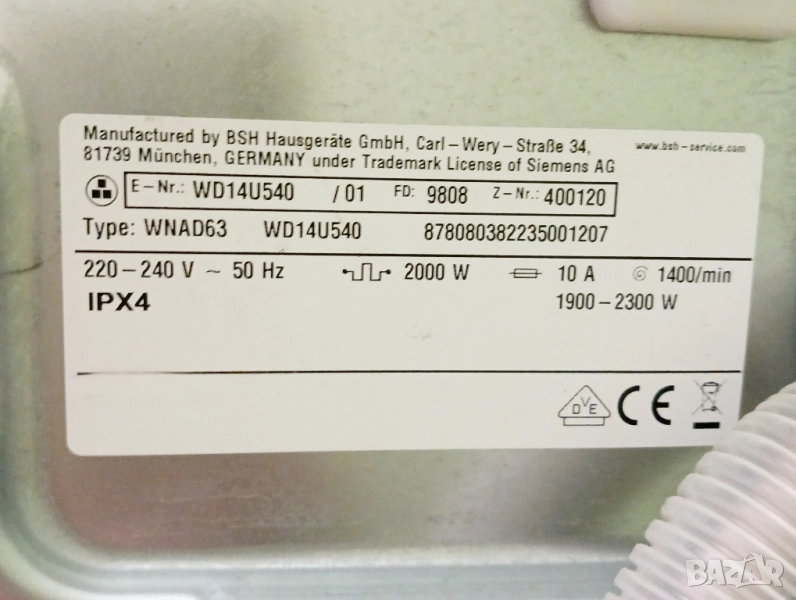 Manufactured by BSH Hausgeräte GmbH, Carl-Wery-Straße 34,
www.bsh-service.com
81739 München, GERMANY under Trademark License of Siemens AG
E-Nr.: WD14U540 /01 FD: 9808 Z-Nr.: 400120
Type: WNAD63 WD14U540 878080382235001207
220-240 V ~ 50 Hz 2000 W 10 A 1400/min
IPX4 1900-2300 W
DVE CE
BAZAR